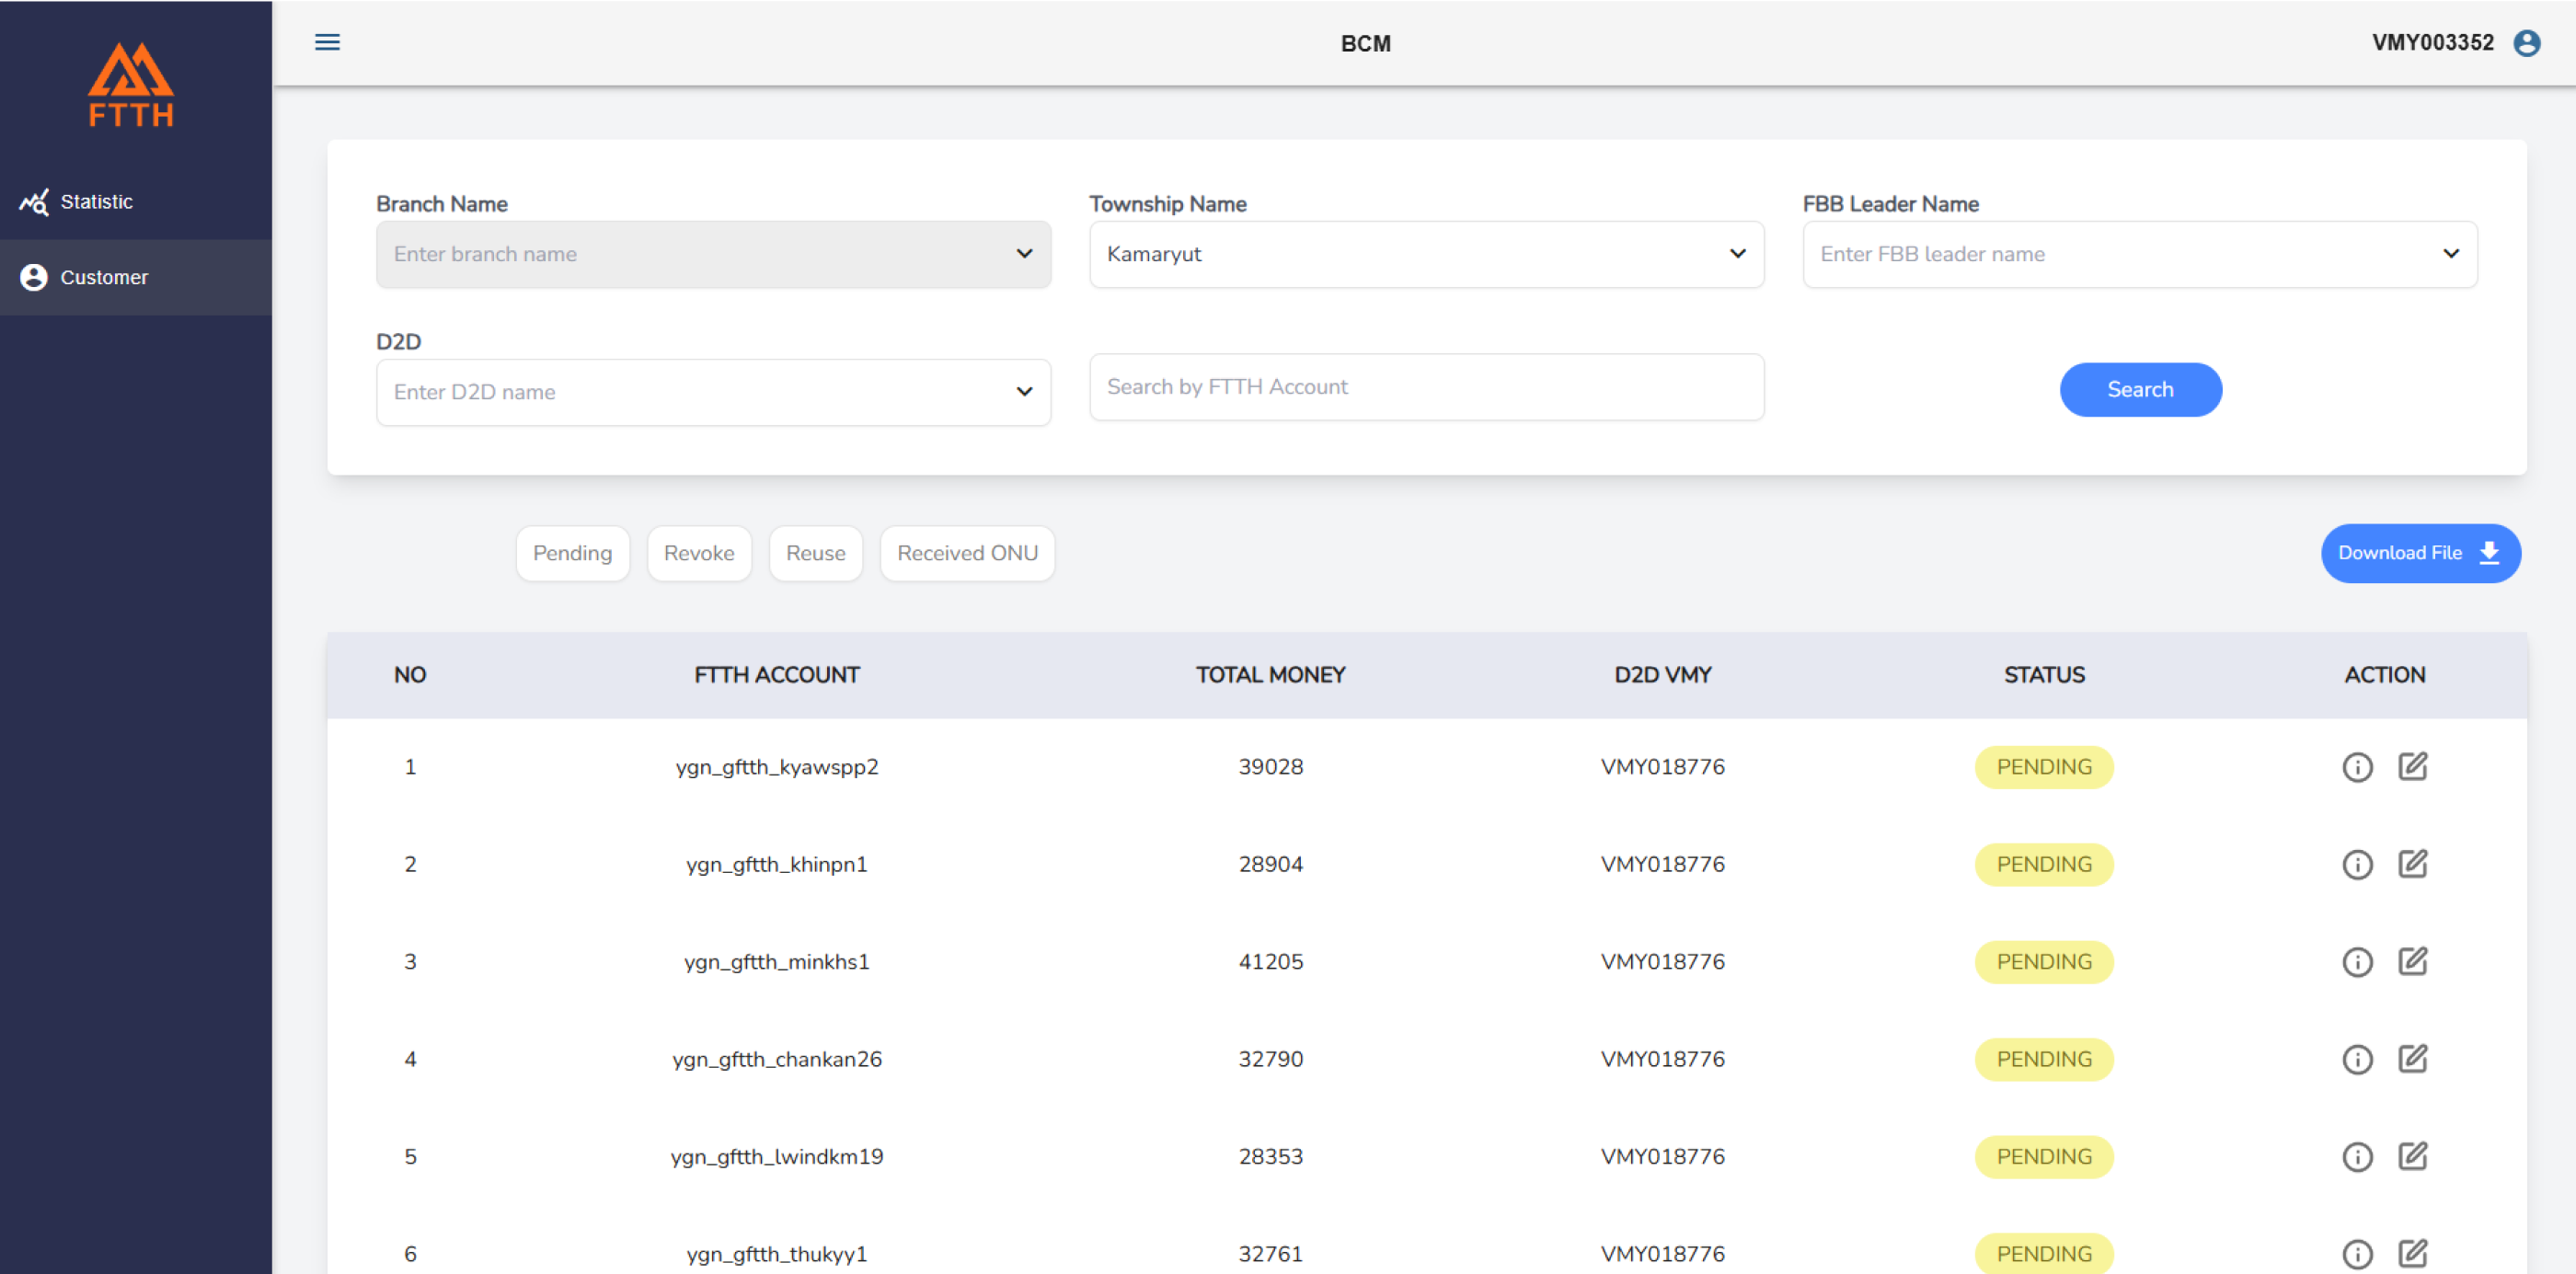 FTTH
Statistic
Customer
BCM
VMY003352
Branch Name
Enter branch name
Township Name
Kamaryut
FBB Leader Name
Enter FBB leader name
D2D
Enter D2D name
Search by FTTH Account
Search
Pending
Revoke
Reuse
Received ONU
Download File
NO FTTH ACCOUNT TOTAL MONEY D2D VMY STATUS ACTION
1 ygn_gftth_kyawspp2 39028 VMY018776 PENDING
2 ygn_gftth_khinpn1 28904 VMY018776 PENDING
3 ygn_gftth_minkhs1 41205 VMY018776 PENDING
4 ygn_gftth_chankan26 32790 VMY018776 PENDING
5 ygn_gftth_lwindkm19 28353 VMY018776 PENDING
6 ygn_gftth_thukyy1 32761 VMY018776 PENDING